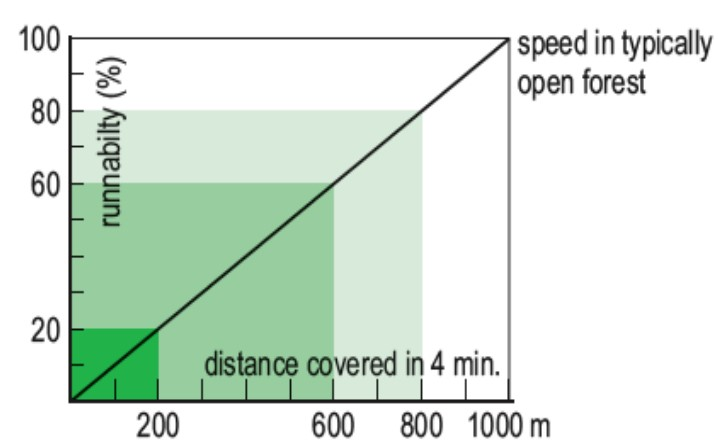 100
80
60
20
runnabilty (%)
speed in typically
open forest
distance covered in 4 min.
200 600 800 1000 m